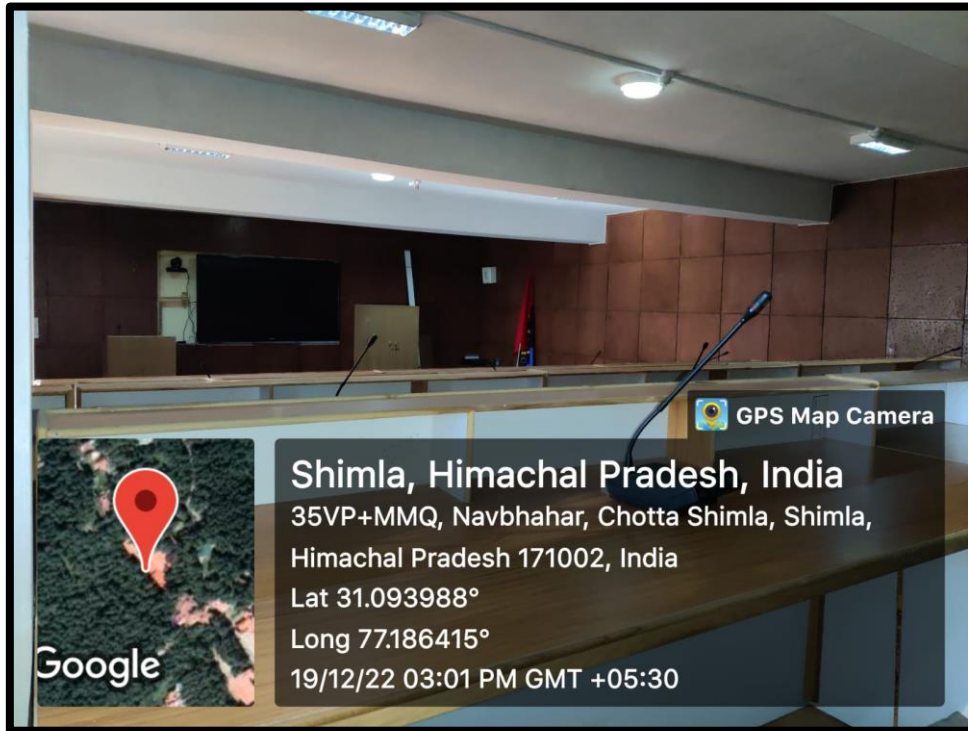 GPS Map Camera
Shimla, Himachal Pradesh, India
35VP+MMQ, Navbhahar, Chotta Shimla, Shimla,
Himachal Pradesh 171002, India
Lat 31.093988°
Long 77.186415°
19/12/22 03:01 PM GMT +05:30
Google